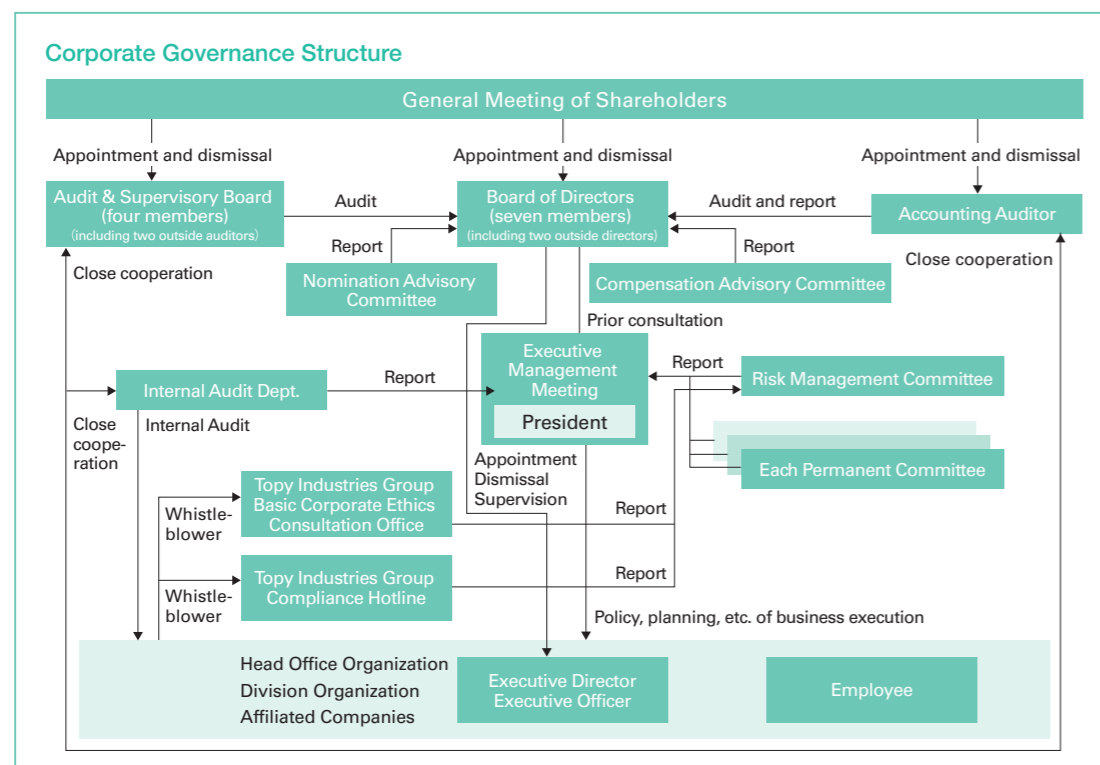 Corporate Governance Structure
General Meeting of Shareholders
Appointment and dismissal
Appointment and dismissal
Appointment and dismissal
Audit & Supervisory Board
(four members)
(including two outside auditors)
Audit
Board of Directors
(seven members)
(including two outside directors)
Audit and report
Accounting Auditor
Close cooperation
Report
Report
Close cooperation
Nomination Advisory
Committee
Compensation Advisory Committee
Prior consultation
Executive
Management
Meeting
President
Internal Audit Dept.
Report
Report
Risk Management Committee
Close
coope-
ration
Internal Audit
Each Permanent Committee
Appointment
Dismissal
Supervision
Whistle-
blower
Topy Industries Group
Basic Corporate Ethics
Consultation Office
Report
Whistle-
blower
Topy Industries Group
Compliance Hotline
Report
Policy, planning, etc. of business execution
Head Office Organization
Division Organization
Affiliated Companies
Executive Director
Executive Officer
Employee